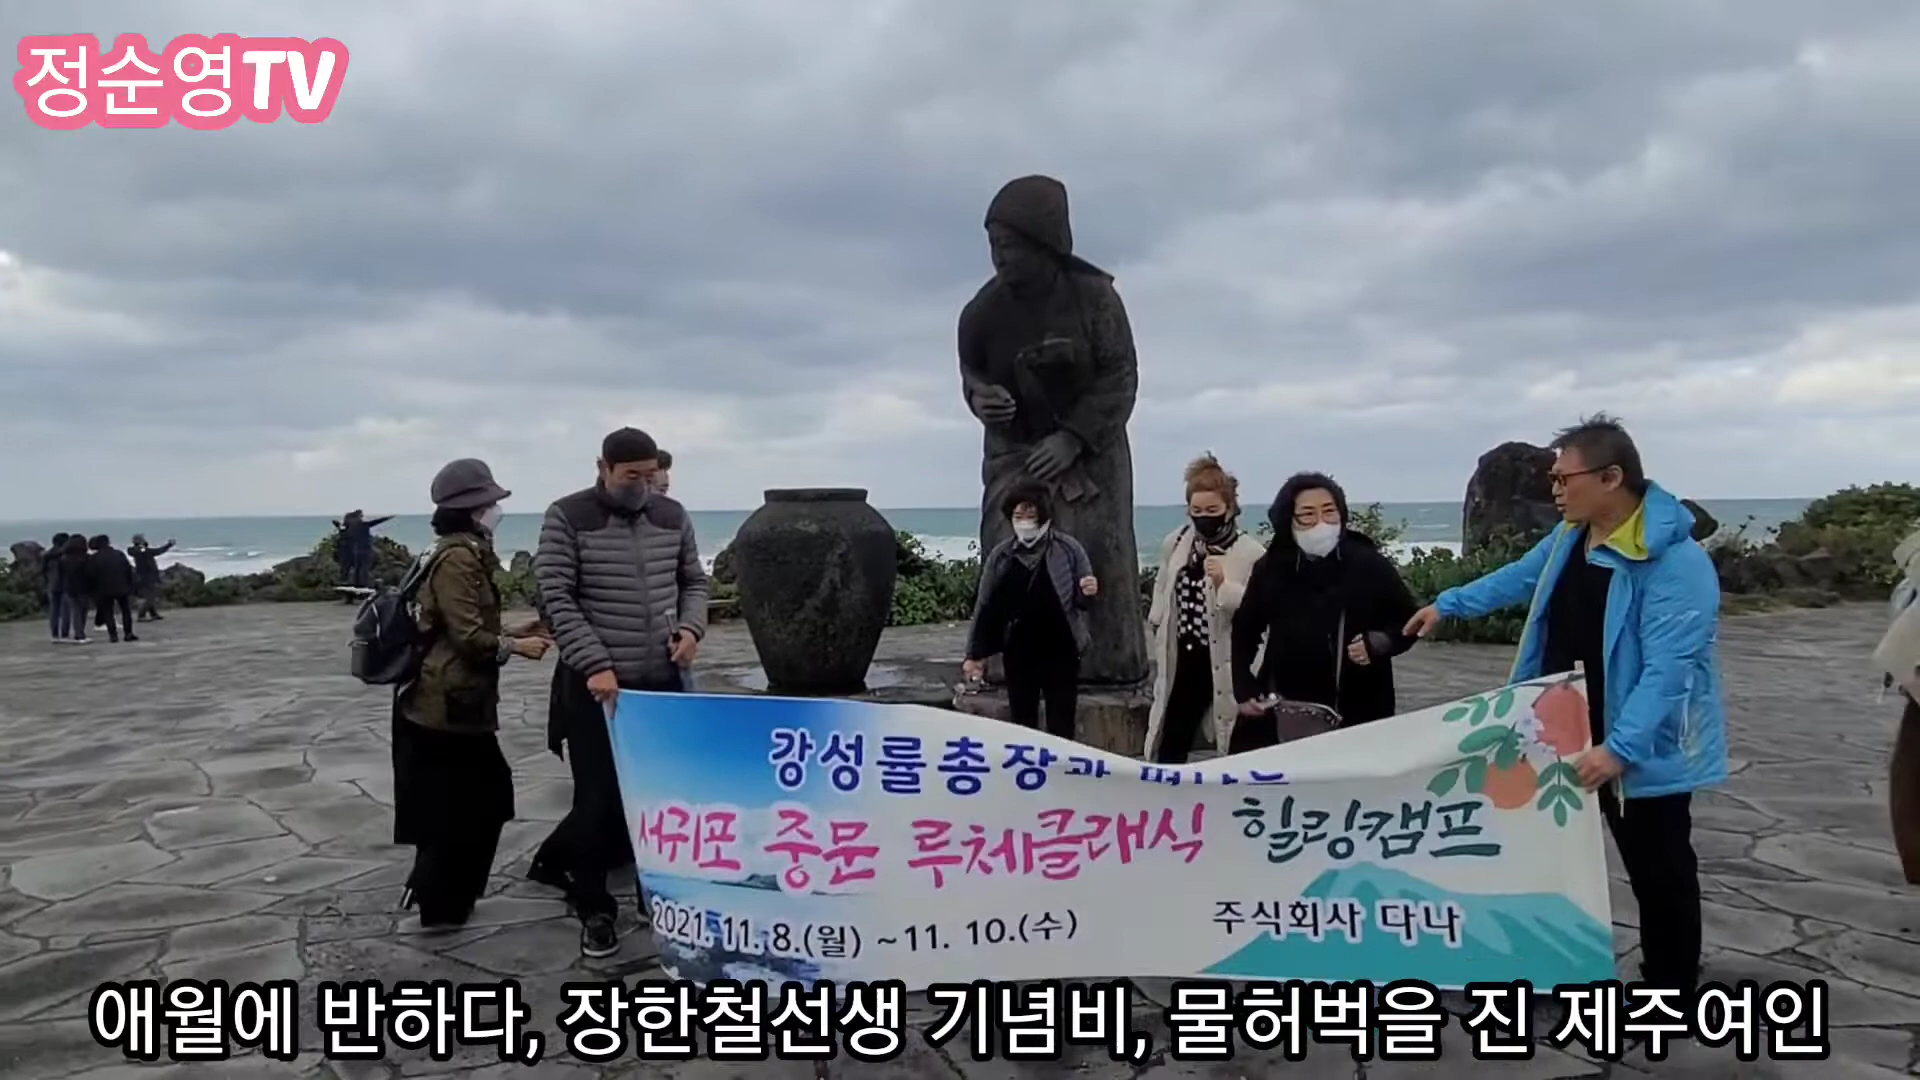 정순영TV
강성률총장과
서귀포 중문 루체클래식 힐링캠프
2021. 11. 8.(월) ~11. 10.(수)
주식회사 다나
애월에 반하다, 장한철선생 기념비, 물허벅을 진 제주여인